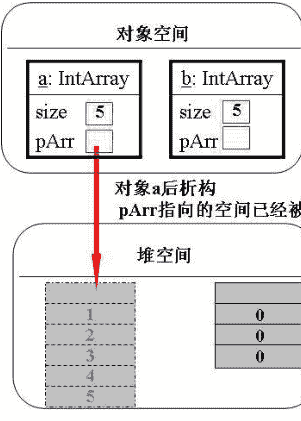 对象空间
a: IntArray
b: IntArray
size 5
size 5
pArr
pArr
对象a后析构
pArr指向的空间已经被
堆空间
1
2
3
4
5
0
0
0